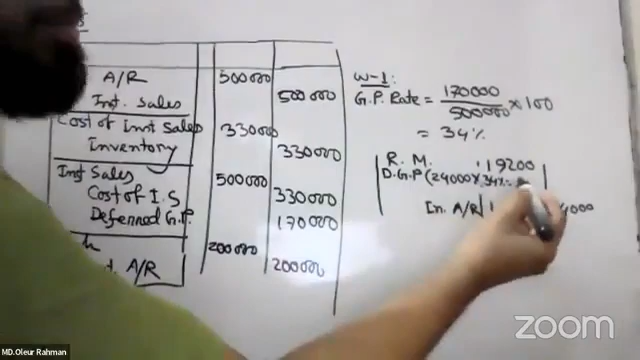 A/R 500000
Inst. Sales 500000
Cost of Inst Sales 330000
Inventory 330000
Inst Sales 500000
Cost of I.S 330000
Deferred G.P. 170000
h 200000
A/R 200000
W-1:
G.P. Rate = 170000/500000 × 100
= 34%
R. M. 19200
D.G.P (24000×34%=
In. A/R
MD.Oleur Rahman
zoom